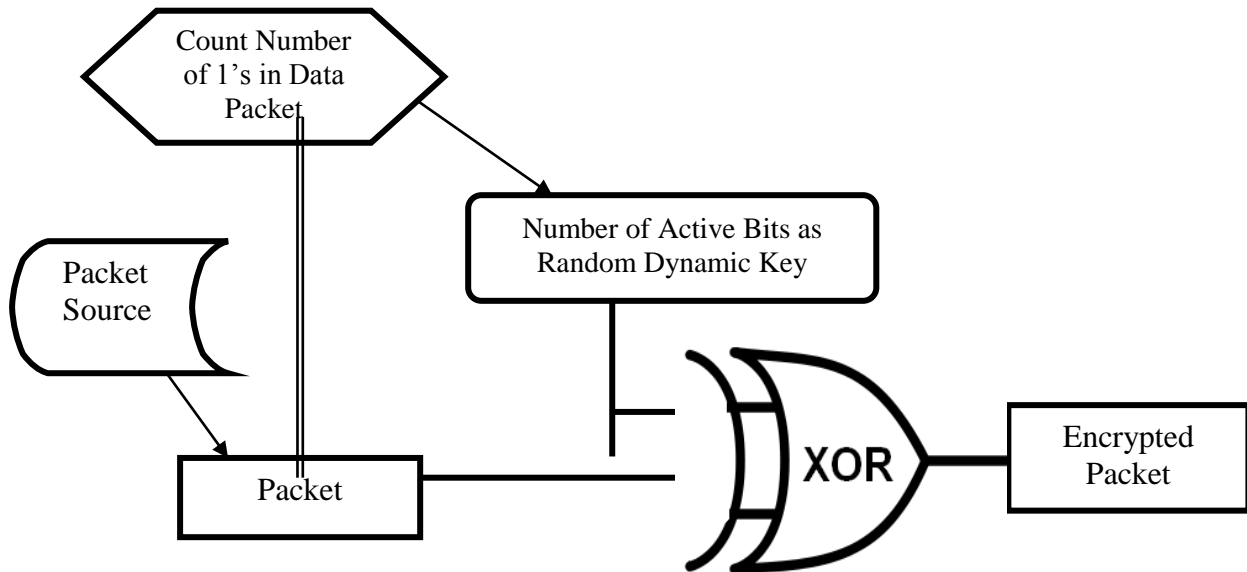 Count Number
of 1's in Data
Packet
Number of Active Bits as
Random Dynamic Key
Packet
Source
Packet
XOR
Encrypted
Packet